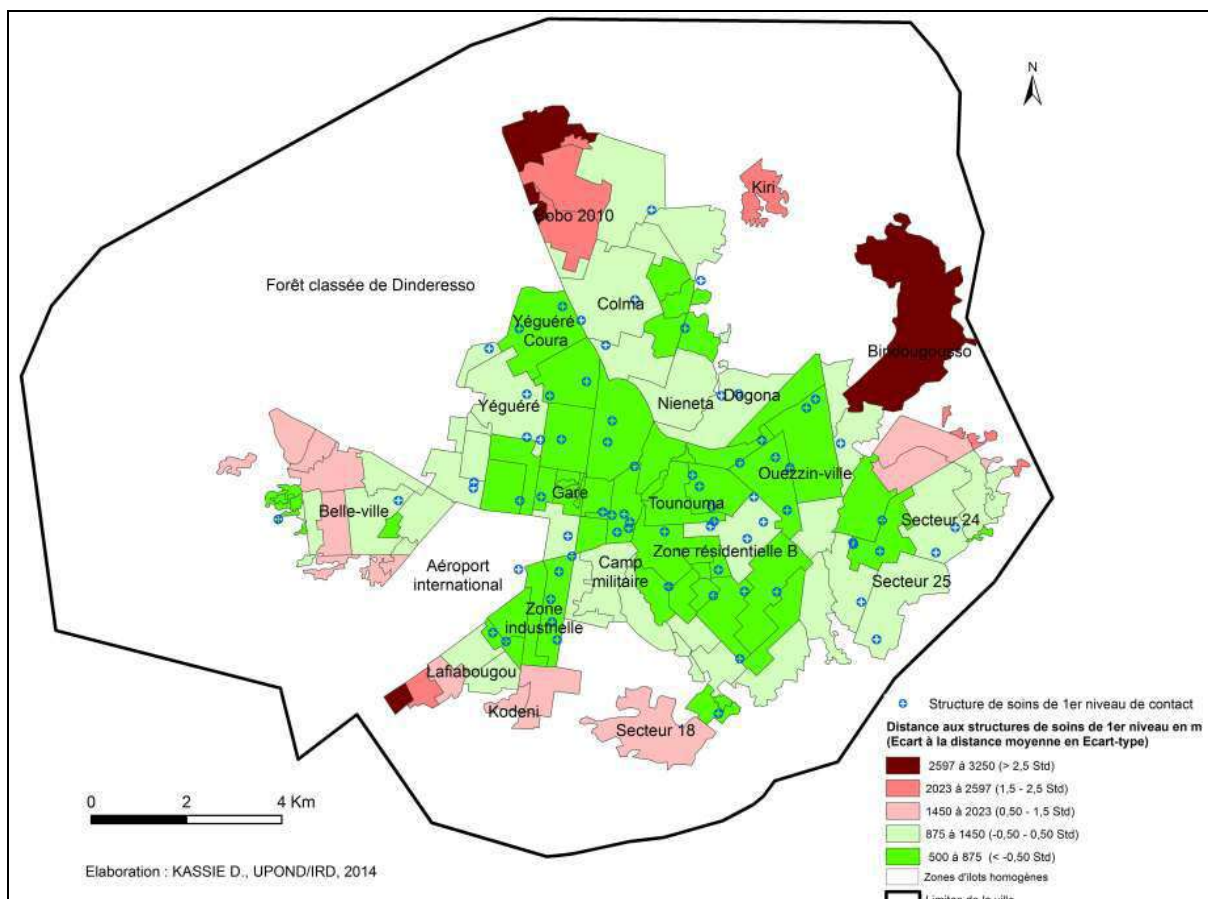 N
Kiri
Bobo 2010
Forêt classée de Dinderesso
Colma
Yéguéré
Coura
Bindougousso
Yéguéré
Nieneta
Dogona
Ouezzin-ville
Gare
Tounouma
Belle-ville
Secteur 24
Zone résidentielle B
Aéroport
international
Camp
militaire
Secteur 25
Zone
industrielle
Lafiabougou
Kodeni
Secteur 18
0 2 4 Km
Elaboration : KASSIE D., UPOND/IRD, 2014
Structure de soins de 1er niveau de contact
Distance aux structures de soins de 1er niveau en m
(Ecart à la distance moyenne en Ecart-type)
2597 à 3250 (> 2,5 Std)
2023 à 2597 (1,5 - 2,5 Std)
1450 à 2023 (0,50 - 1,5 Std)
875 à 1450 (-0,50 - 0,50 Std)
500 à 875 (< -0,50 Std)
Zones d'ilots homogènes
Limites de la ville